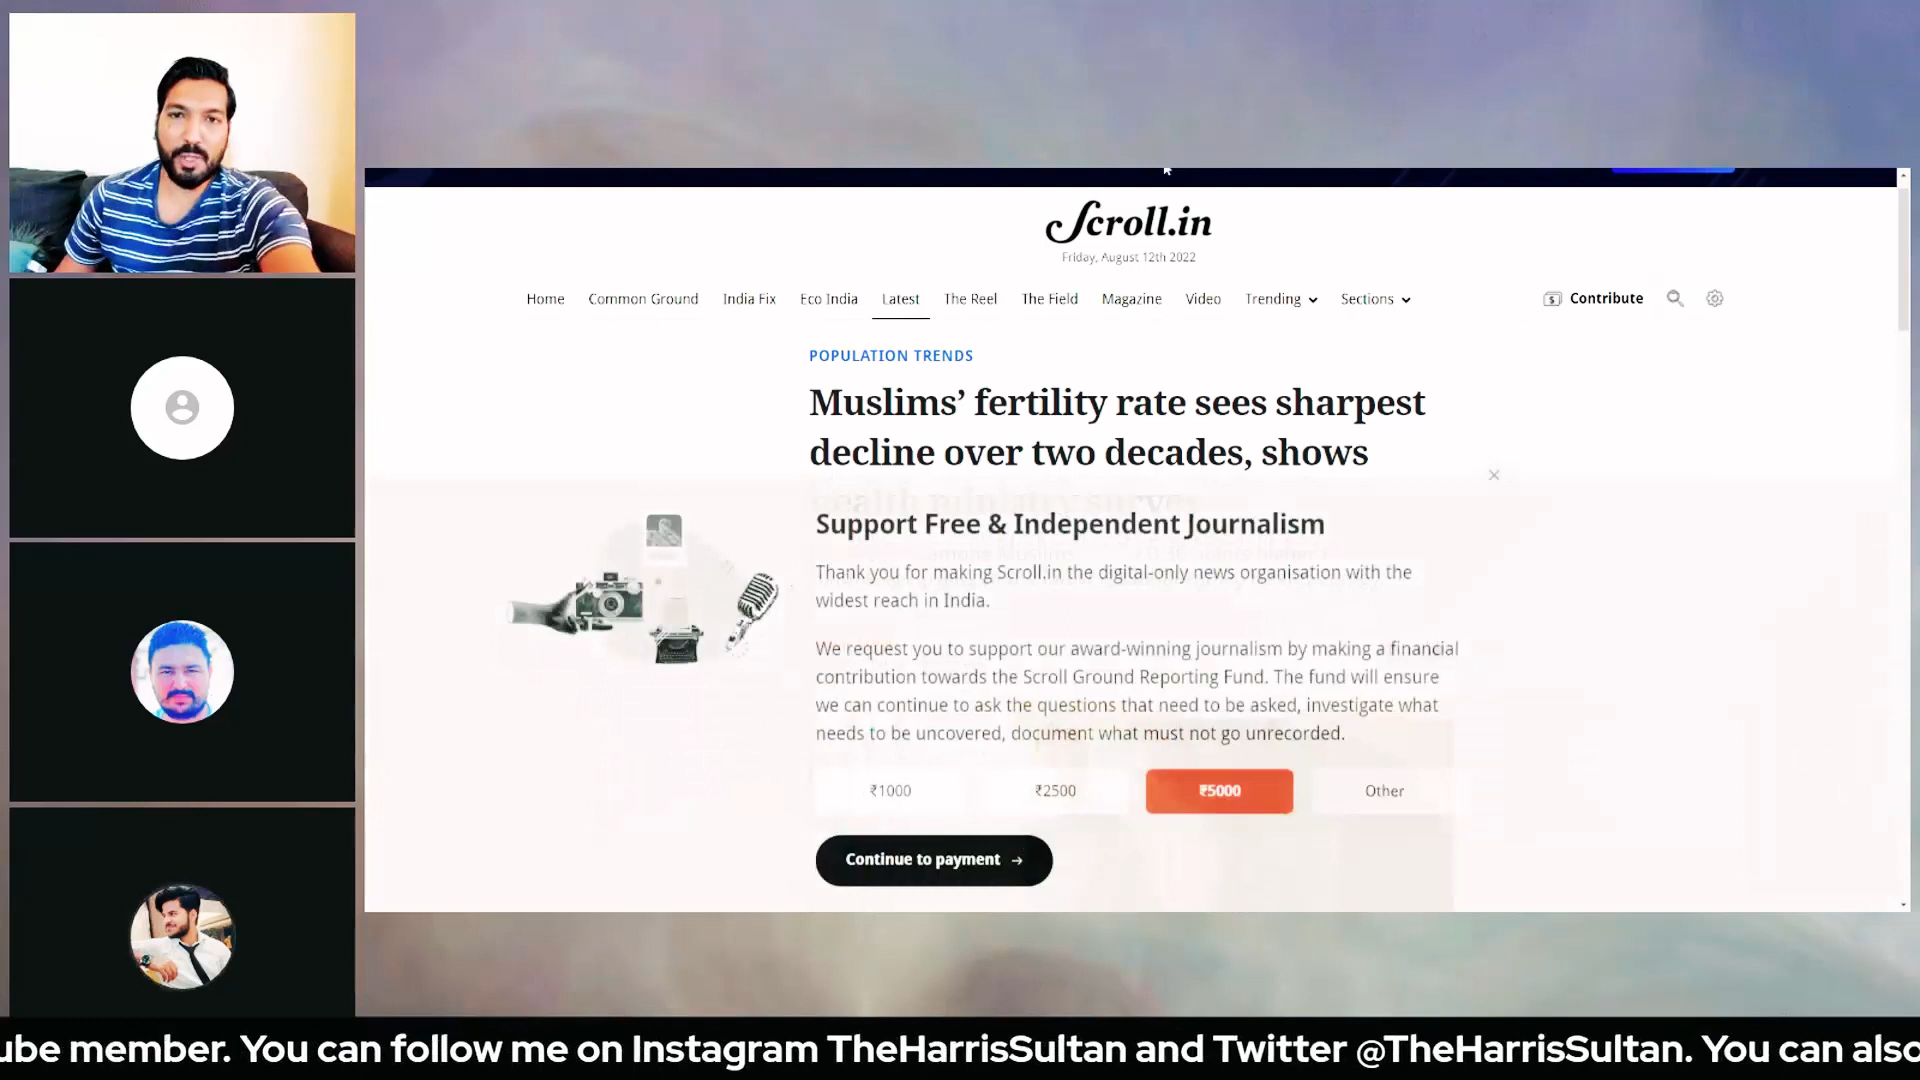 Scroll.in
Friday, August 12th 2022
Home Common Ground India Fix Eco India Latest The Reel The Field Magazine Video Trending Sections Contribute
POPULATION TRENDS
Muslims’ fertility rate sees sharpest
decline over two decades, shows
health ministry survey
Support Free & Independent Journalism
among Muslims
Thank you for making Scroll.in the digital-only news organisation with the
widest reach in India.
We request you to support our award-winning journalism by making a financial
contribution towards the Scroll Ground Reporting Fund. The fund will ensure
we can continue to ask the questions that need to be asked, investigate what
needs to be uncovered, document what must not go unrecorded.
₹1000 ₹2500 ₹5000 Other
Continue to payment →
ube member. You can follow me on Instagram TheHarrisSultan and Twitter @TheHarrisSultan. You can also